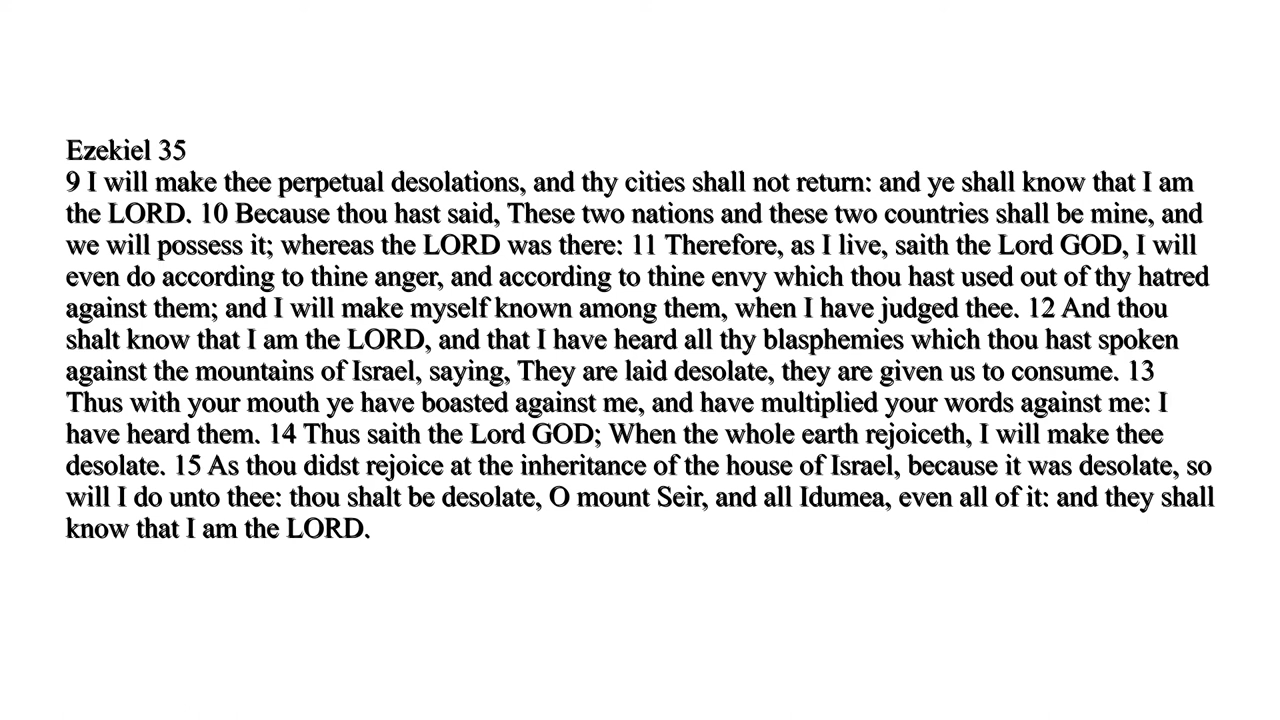 Ezekiel 35
9 I will make thee perpetual desolations, and thy cities shall not return: and ye shall know that I am
the LORD. 10 Because thou hast said, These two nations and these two countries shall be mine, and
we will possess it; whereas the LORD was there: 11 Therefore, as I live, saith the Lord GOD, I will
even do according to thine anger, and according to thine envy which thou hast used out of thy hatred
against them; and I will make myself known among them, when I have judged thee. 12 And thou
shalt know that I am the LORD, and that I have heard all thy blasphemies which thou hast spoken
against the mountains of Israel, saying, They are laid desolate, they are given us to consume. 13
Thus with your mouth ye have boasted against me, and have multiplied your words against me: I
have heard them. 14 Thus saith the Lord GOD; When the whole earth rejoiceth, I will make thee
desolate. 15 As thou didst rejoice at the inheritance of the house of Israel, because it was desolate, so
will I do unto thee: thou shalt be desolate, O mount Seir, and all Idumea, even all of it: and they shall
know that I am the LORD.